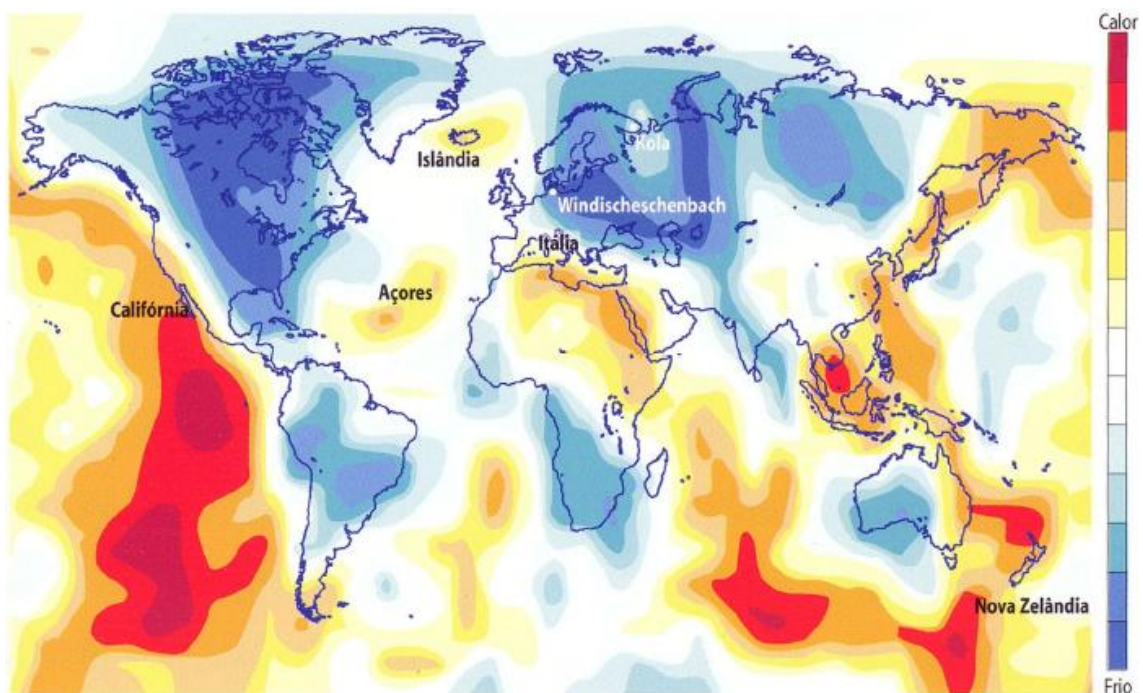 Calor
Kola
Islândia
Windischeschenbach
Itália
Açores
Califórnia
Nova Zelândia
Frio